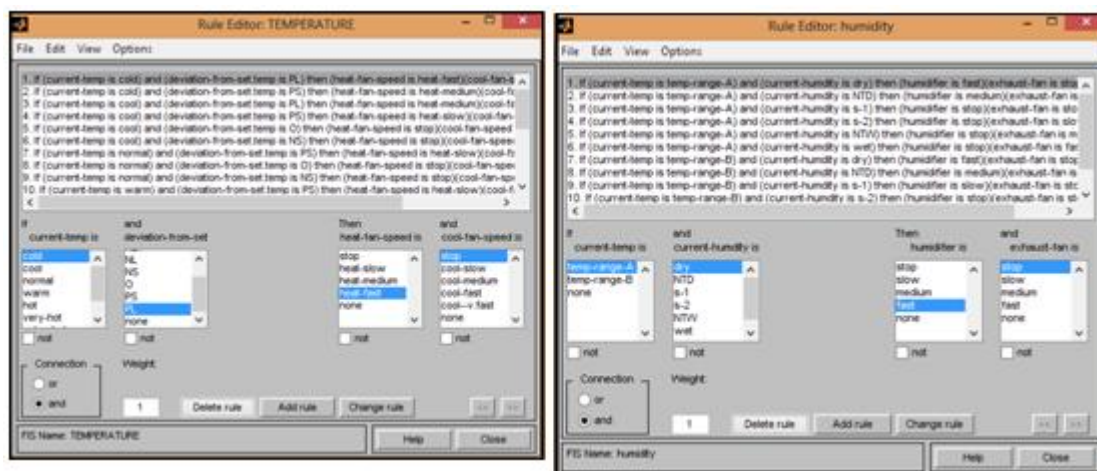 Rule Editor: TEMPERATURE
File Edit View Options
1. If (current-temp is cold) and (deviation-from-set.temp is PL) then (heat-fan-speed is heat-fast)(cool-fan-s
2. If (current-temp is cold) and (deviation-from-set.temp is PS) then (heat-fan-speed is heat-medium)(cool-f
3. If (current-temp is cool) and (deviation-from-set.temp is PL) then (heat-fan-speed is heat-medium)(cool-f
4. If (current-temp is cool) and (deviation-from-set.temp is PS) then (heat-fan-speed is heat-slow)(cool-fan-
5. If (current-temp is cool) and (deviation-from-set.temp is O) then (heat-fan-speed is stop)(cool-fan-speed
6. If (current-temp is cool) and (deviation-from-set.temp is NS) then (heat-fan-speed is stop)(cool-fan-speed
7. If (current-temp is normal) and (deviation-from-set.temp is PS) then (heat-fan-speed is heat-slow)(cool-fan
8. If (current-temp is normal) and (deviation-from-set.temp is O) then (heat-fan-speed is stop)(cool-fan-spee
9. If (current-temp is normal) and (deviation-from-set.temp is NS) then (heat-fan-speed is stop)(cool-fan-spe
10. If (current-temp is warm) and (deviation-from-set.temp is PS) then (heat-fan-speed is heat-slow)(cool-f
If
and
Then
and
current-temp is
deviation-from-set
heat-fan-speed is
cool-fan-speed is
cold
cool
normal
warm
hot
very-hot
NL
NS
O
PS
PL
none
stop
heat-slow
heat-medium
heat-fast
none
stop
cool-slow
cool-medium
cool-fast
cool--v.fast
none
not
not
not
not
Connection
or
and
Weight:
1
Delete rule
Add rule
Change rule
<<
>>
FIS Name: TEMPERATURE
Help
Close
Rule Editor: humidity
File Edit View Options
1. If (current-temp is temp-range-A) and (current-humdity is dry) then (humidifier is fast)(exhaust-fan is stop
2. If (current-temp is temp-range-A) and (current-humdity is NTD) then (humidifier is medium)(exhaust-fan is
3. If (current-temp is temp-range-A) and (current-humdity is s-1) then (humidifier is stop)(exhaust-fan is sto
4. If (current-temp is temp-range-A) and (current-humdity is s-2) then (humidifier is stop)(exhaust-fan is slo
5. If (current-temp is temp-range-A) and (current-humdity is NTW) then (humidifier is stop)(exhaust-fan is m
6. If (current-temp is temp-range-A) and (current-humdity is wet) then (humidifier is stop)(exhaust-fan is fas
7. If (current-temp is temp-range-B) and (current-humdity is dry) then (humidifier is fast)(exhaust-fan is stop
8. If (current-temp is temp-range-B) and (current-humdity is NTD) then (humidifier is medium)(exhaust-fan is
9. If (current-temp is temp-range-B) and (current-humdity is s-1) then (humidifier is slow)(exhaust-fan is stc
10. If (current-temp is temp-range-B) and (current-humdity is s-2) then (humidifier is stop)(exhaust-fan is
If
and
Then
and
current-temp is
current-humdity is
humidifier is
exhaust-fan is
temp-range-A
temp-range-B
none
dry
NTD
s-1
s-2
NTW
wet
stop
slow
medium
fast
none
stop
slow
medium
fast
none
not
not
not
not
Connection
or
and
Weight:
1
Delete rule
Add rule
Change rule
<<
>>
FIS Name: humidity
Help
Close